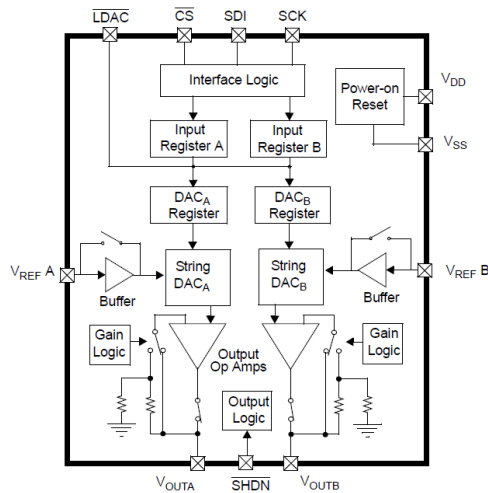 LDAC CS SDI SCK
Interface Logic
Power-on
Reset
VDD
VSS
Input
Register A
Input
Register B
DACA
Register
DACB
Register
VREF A
Buffer
String
DACA
String
DACB
Buffer
VREF B
Gain
Logic
Output
Op Amps
Gain
Logic
Output
Logic
VOUTA
SHDN
VOUTB